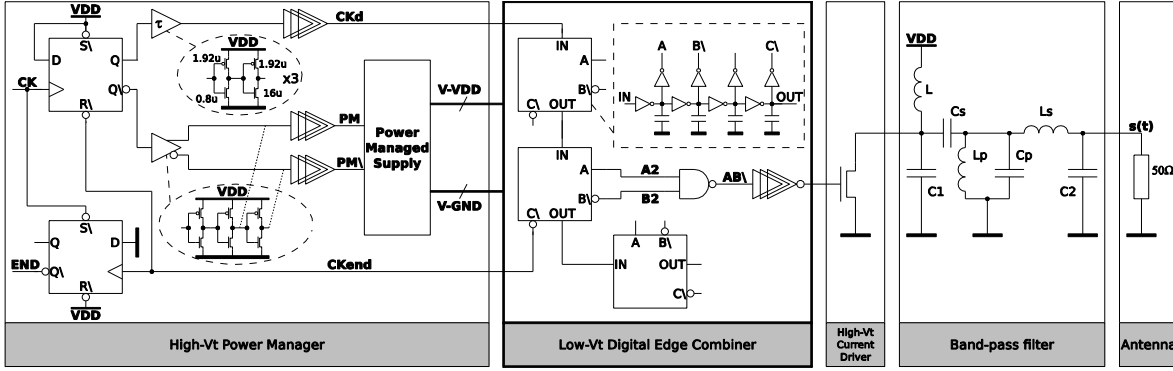 VDD
S\
D
Q
CK
Q\
R\
τ
VDD
1.92u
1.92u
x3
0.8u
16u
CKd
PM
PM\
Power
Managed
Supply
V-VDD
V-GND
VDD
S\
Q
D
END
Q\
R\
VDD
CKend
High-Vt Power Manager
IN
A
B\
C\
OUT
A
B\
C\
IN
OUT
IN
A
B\
C\
OUT
A2
B2
AB\
A
B\
IN
OUT
C\
Low-Vt Digital Edge Combiner
High-Vt
Current
Driver
VDD
L
Cs
Ls
Lp
Cp
C1
C2
Band-pass filter
s(t)
50Ω
Antenna